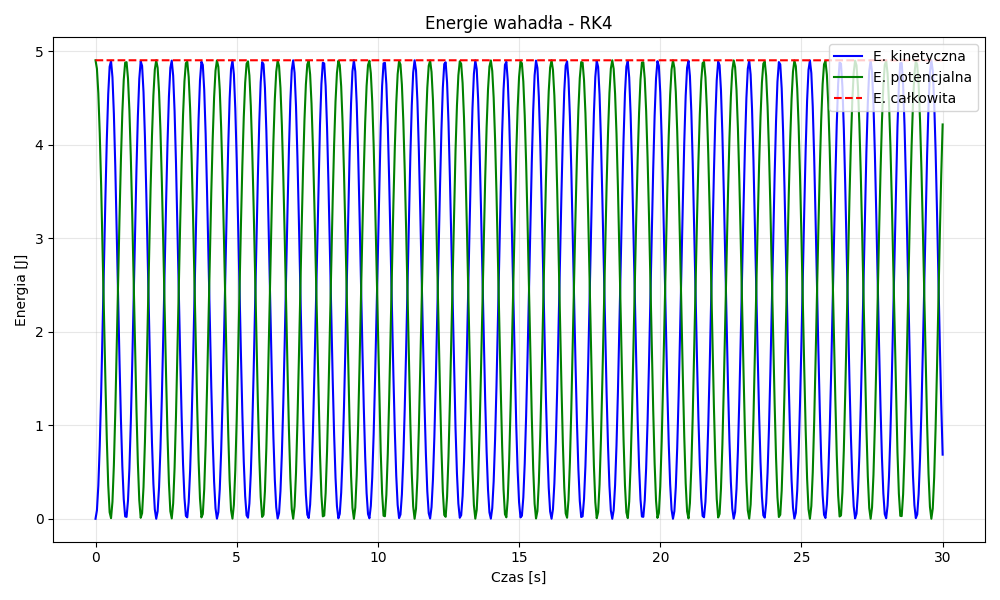 Energie wahadła - RK4
E. kinetyczna
E. potencjalna
E. całkowita
Energia [J]
5
4
3
2
1
0
0 5 10 15 20 25 30
Czas [s]